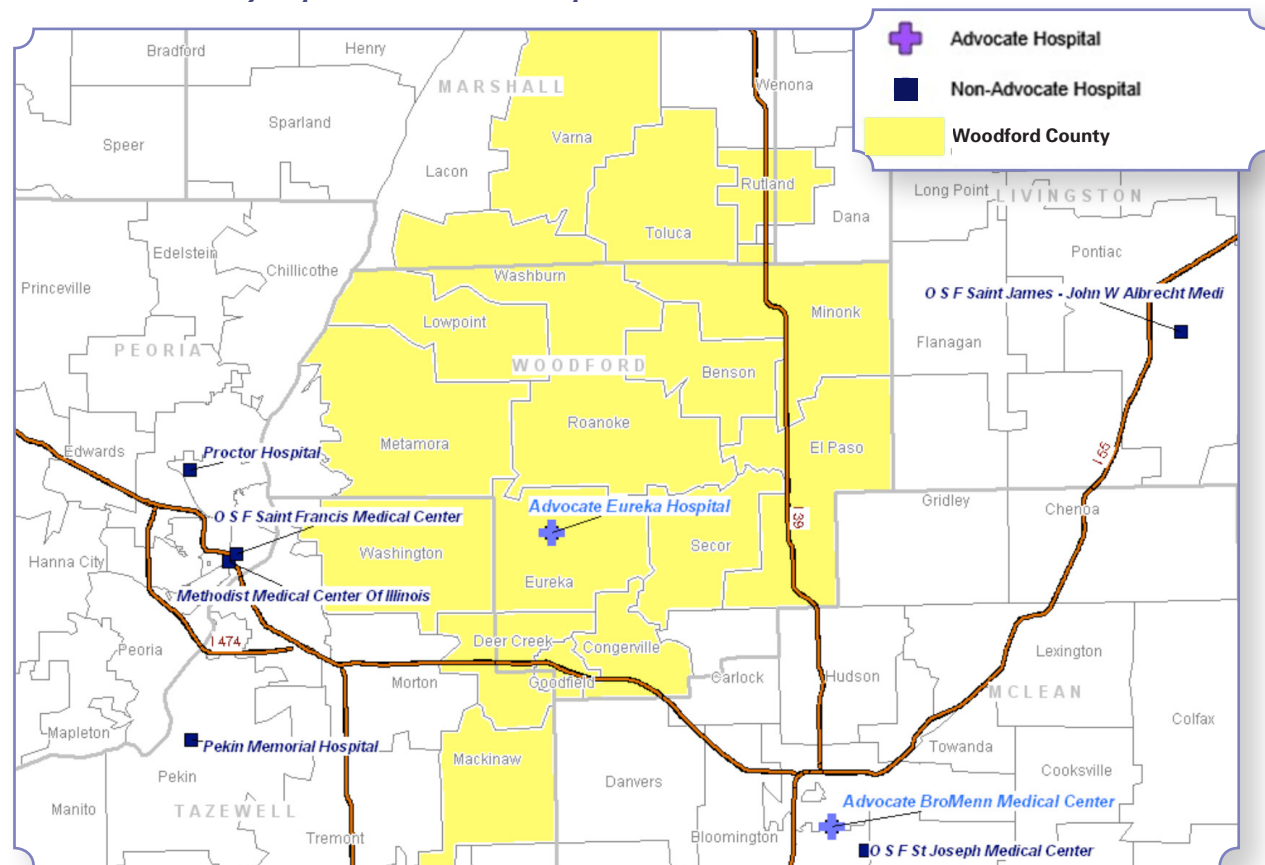 Advocate Hospital
Non-Advocate Hospital
Woodford County
Bradford
Henry
MARSHALL
Wenona
Sparland
Varna
Speer
Lacon
Rutland
Long Point
LIVINGSTON
Dana
Toluca
Edelstein
Pontiac
Chillicothe
Washburn
Princeville
O S F Saint James - John W Albrecht Medi
Minonk
Lowpoint
Flanagan
PEORIA
WOODFORD
Benson
Roanoke
Metamora
El Paso
Edwards
Proctor Hospital
I 55
Gridley
Advocate Eureka Hospital
Chenoa
O S F Saint Francis Medical Center
I39
Secor
Washington
Hanna City
Eureka
Methodist Medical Center Of Illinois
I 474
Deer Creek
Congerville
Peoria
Lexington
Carlock
Hudson
Morton
Goodfield
MCLEAN
Colfax
Mapleton
Pekin Memorial Hospital
Towanda
Mackinaw
Cooksville
Pekin
Danvers
Advocate BroMenn Medical Center
Manito
TAZEWELL
Tremont
Bloomington
O S F St Joseph Medical Center